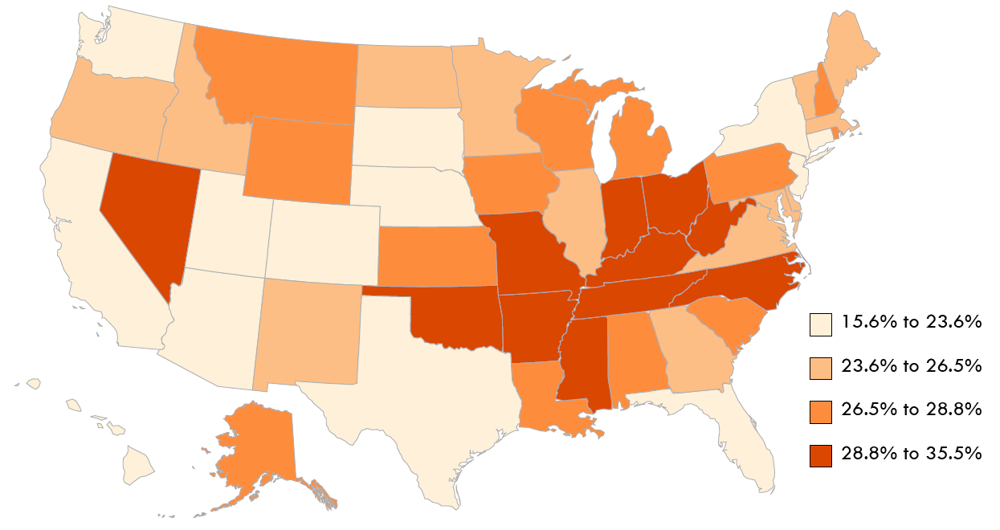 15.6% to 23.6%
23.6% to 26.5%
26.5% to 28.8%
28.8% to 35.5%